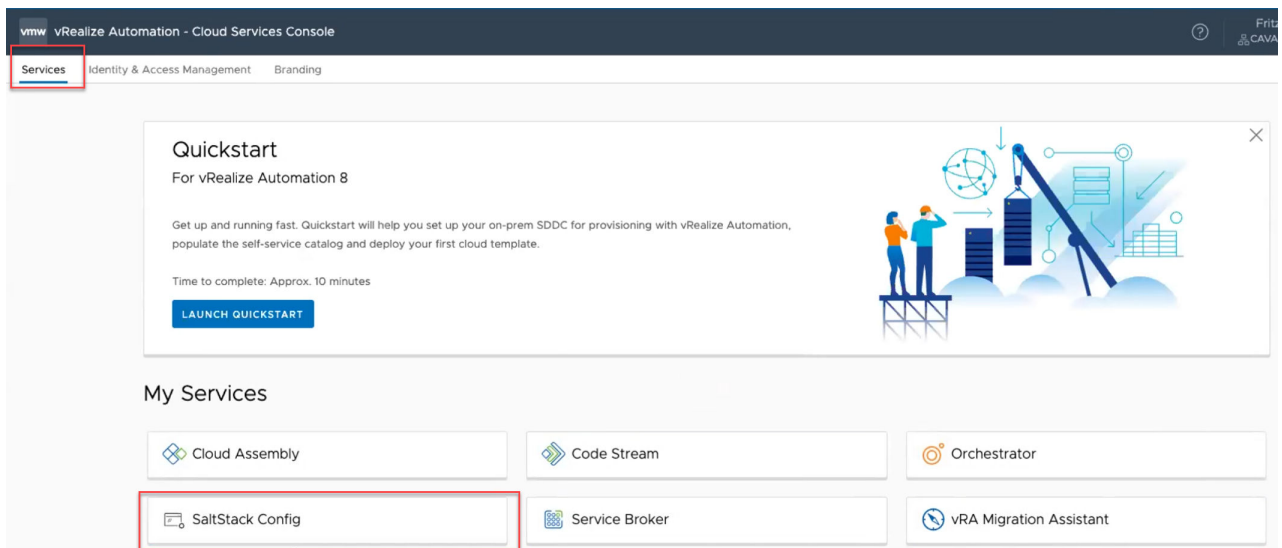 vmw vRealize Automation - Cloud Services Console
Fritz
CAVA
Services Identity & Access Management Branding
Quickstart
For vRealize Automation 8
Get up and running fast. Quickstart will help you set up your on-prem SDDC for provisioning with vRealize Automation,
populate the self-service catalog and deploy your first cloud template.
Time to complete: Approx. 10 minutes
LAUNCH QUICKSTART
My Services
Cloud Assembly Code Stream Orchestrator
SaltStack Config Service Broker vRA Migration Assistant